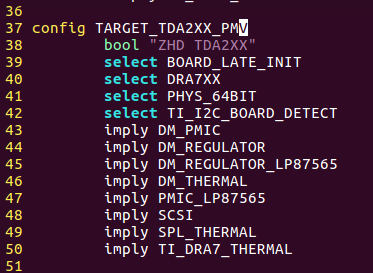 36
37 config TARGET_TDA2XX_PMV
38 bool "ZHD TDA2XX"
39 select BOARD_LATE_INIT
40 select DRA7XX
41 select PHYS_64BIT
42 select TI_I2C_BOARD_DETECT
43 imply DM_PMIC
44 imply DM_REGULATOR
45 imply DM_REGULATOR_LP87565
46 imply DM_THERMAL
47 imply PMIC_LP87565
48 imply SCSI
49 imply SPL_THERMAL
50 imply TI_DRA7_THERMAL
51